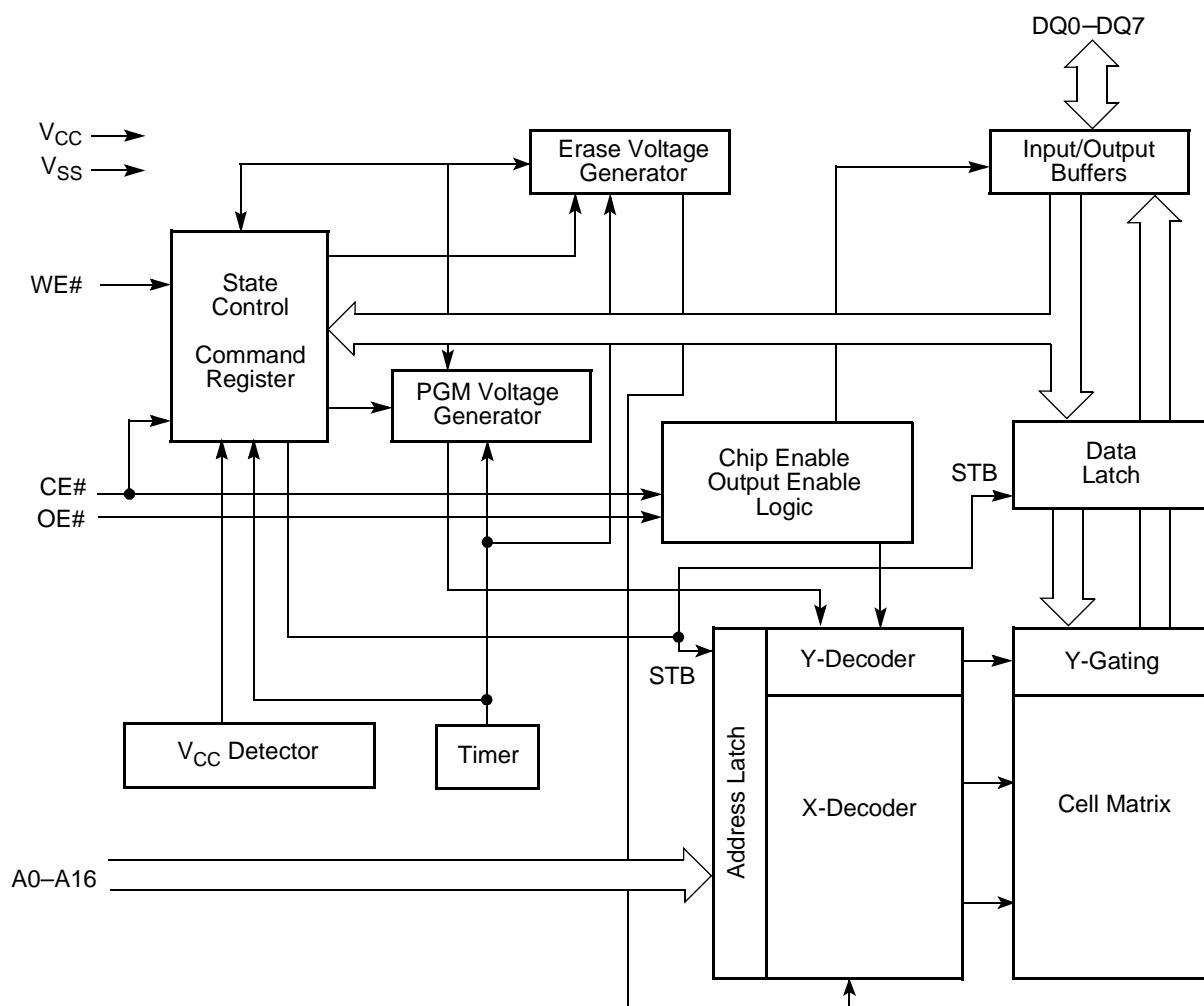 DQ0–DQ7
VCC
VSS
Erase Voltage
Generator
Input/Output
Buffers
WE#
State
Control
Command
Register
PGM Voltage
Generator
Chip Enable
Output Enable
Logic
STB
Data
Latch
CE#
OE#
STB
Y-Decoder
Y-Gating
VCC Detector
Timer
Address Latch
X-Decoder
Cell Matrix
A0–A16